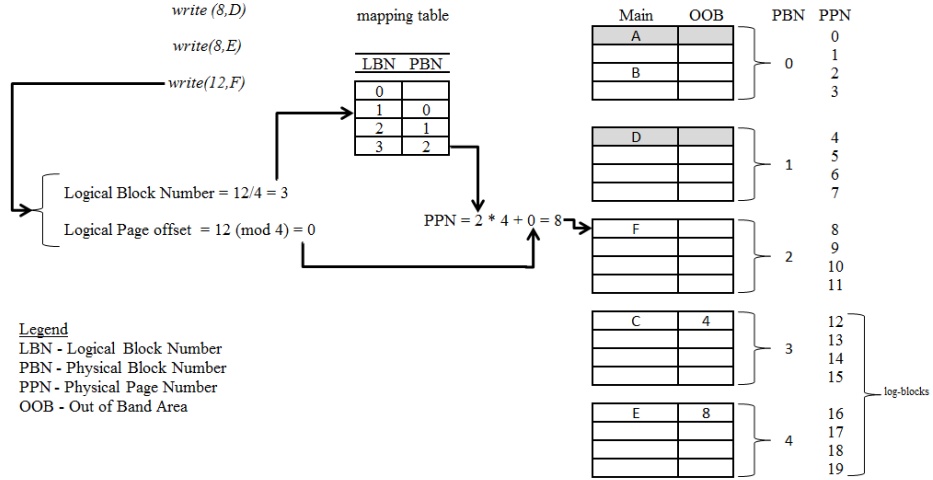 write (8,D)
write(8,E)
write(12,F)
mapping table
LBN PBN
0
1 0
2 1
3 2
Logical Block Number = 12/4 = 3
Logical Page offset = 12 (mod 4) = 0
PPN = 2 * 4 + 0 = 8
Legend
LBN - Logical Block Number
PBN - Physical Block Number
PPN - Physical Page Number
OOB - Out of Band Area
Main OOB PBN PPN
A 0
1
0
B 2
3
D 4
5
1
6
7
F 8
9
2
10
11
C 4 12
13
3
14
15
log-blocks
E 8 16
17
4
18
19